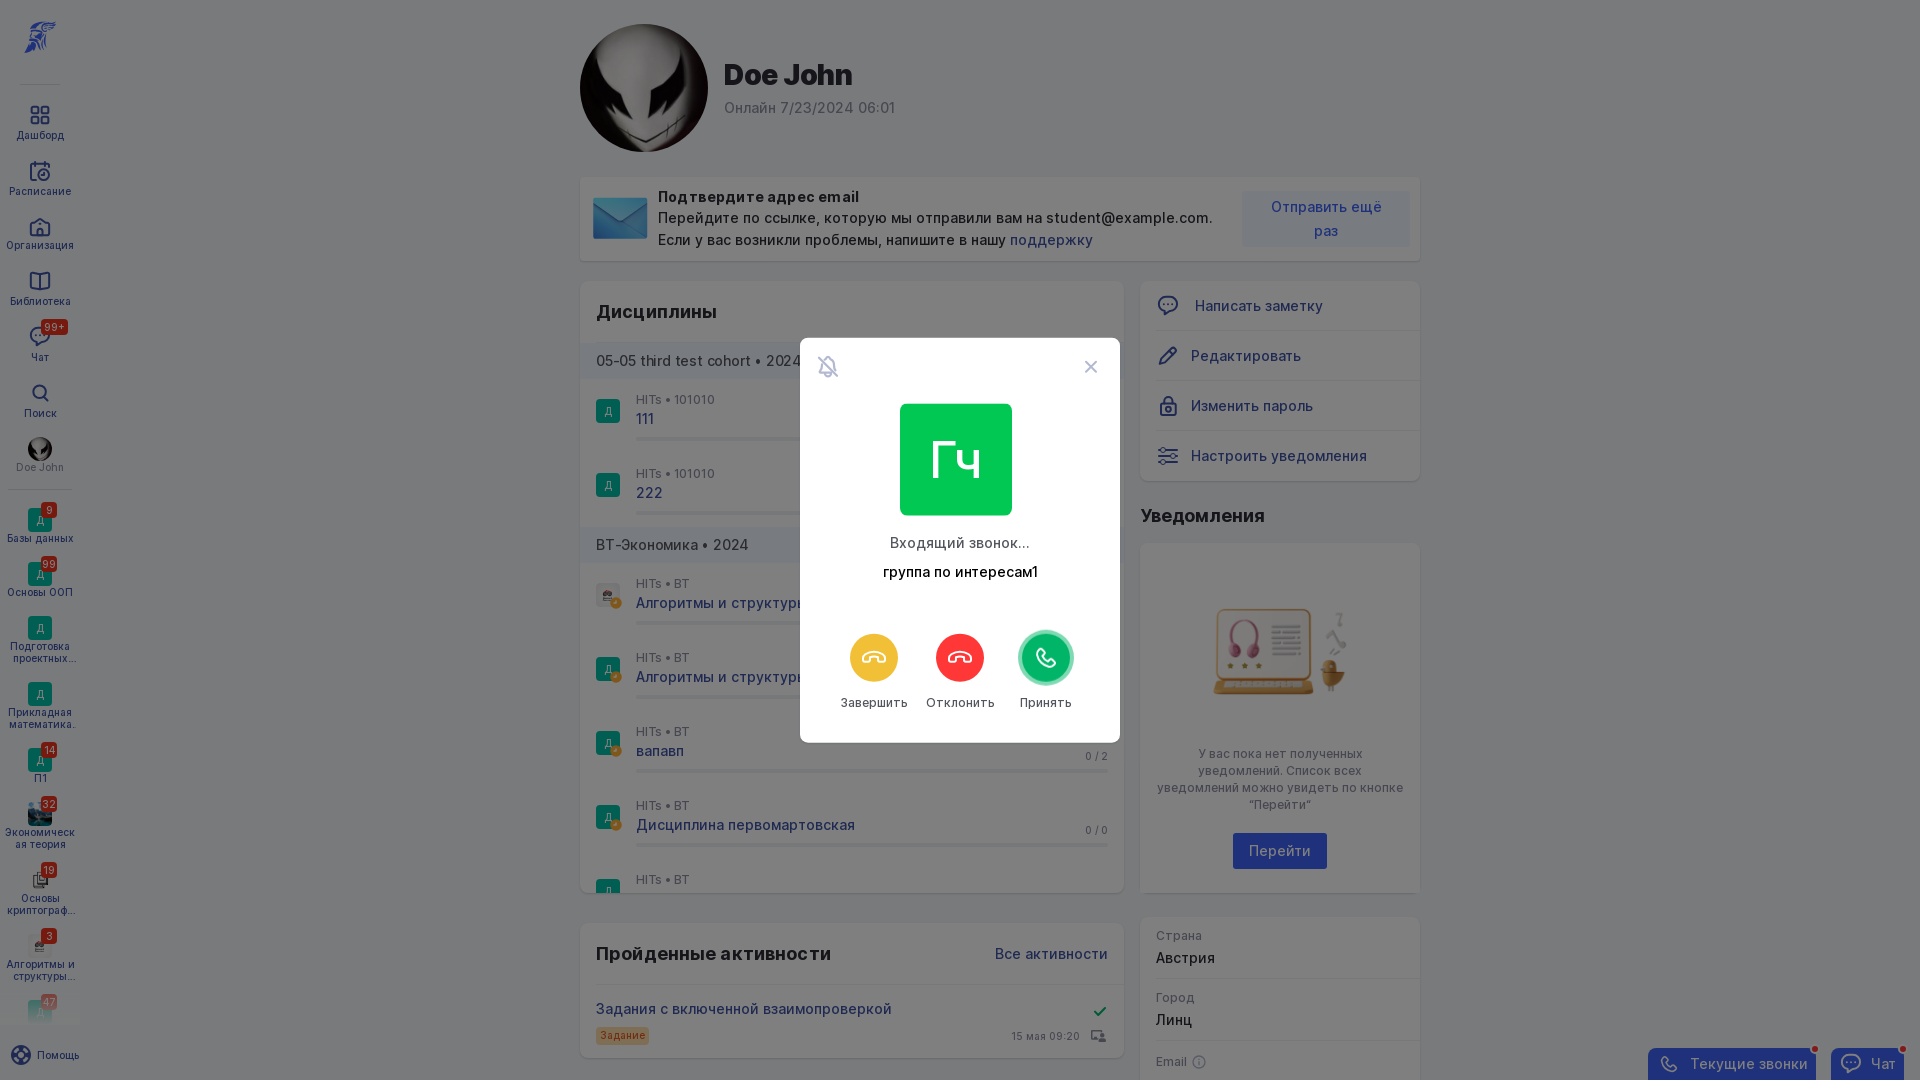 Дашборд
Расписание
Организация
Библиотека
99+
Чат
Поиск
Doe John
9
Д
Базы данных
99
Д
Основы ООП
Д
Подготовка
проектных...
Д
Прикладная
математика.
14
Д
П1
32
Экономическ
ая теория
19
Основы
криптограф...
3
Алгоритмы и
структуры...
47
Д
Помощь
Doe John
Онлайн 7/23/2024 06:01
Подтвердите адрес email
Перейдите по ссылке, которую мы отправили вам на student@example.com.
Если у вас возникли проблемы, напишите в нашу поддержку
Отправить ещё
раз
Дисциплины
05-05 third test cohort • 2024
Д
HITs • 101010
111
Д
HITs • 101010
222
ВТ-Экономика • 2024
HITs • ВТ
Алгоритмы и структуры
Д
HITs • ВТ
Алгоритмы и структуры
Д
HITs • ВТ
вапавп
0 / 2
Д
HITs • ВТ
Дисциплина первомартовская
0 / 0
Д
HITs • ВТ
Гч
Входящий звонок...
группа по интересам1
Завершить
Отклонить
Принять
Пройденные активности
Все активности
Задания с включенной взаимопроверкой
Задание
15 мая 09:20
Написать заметку
Редактировать
Изменить пароль
Настроить уведомления
Уведомления
У вас пока нет полученных
уведомлений. Список всех
уведомлений можно увидеть по кнопке
“Перейти”
Перейти
Страна
Австрия
Город
Линц
Email
Текущие звонки
Чат